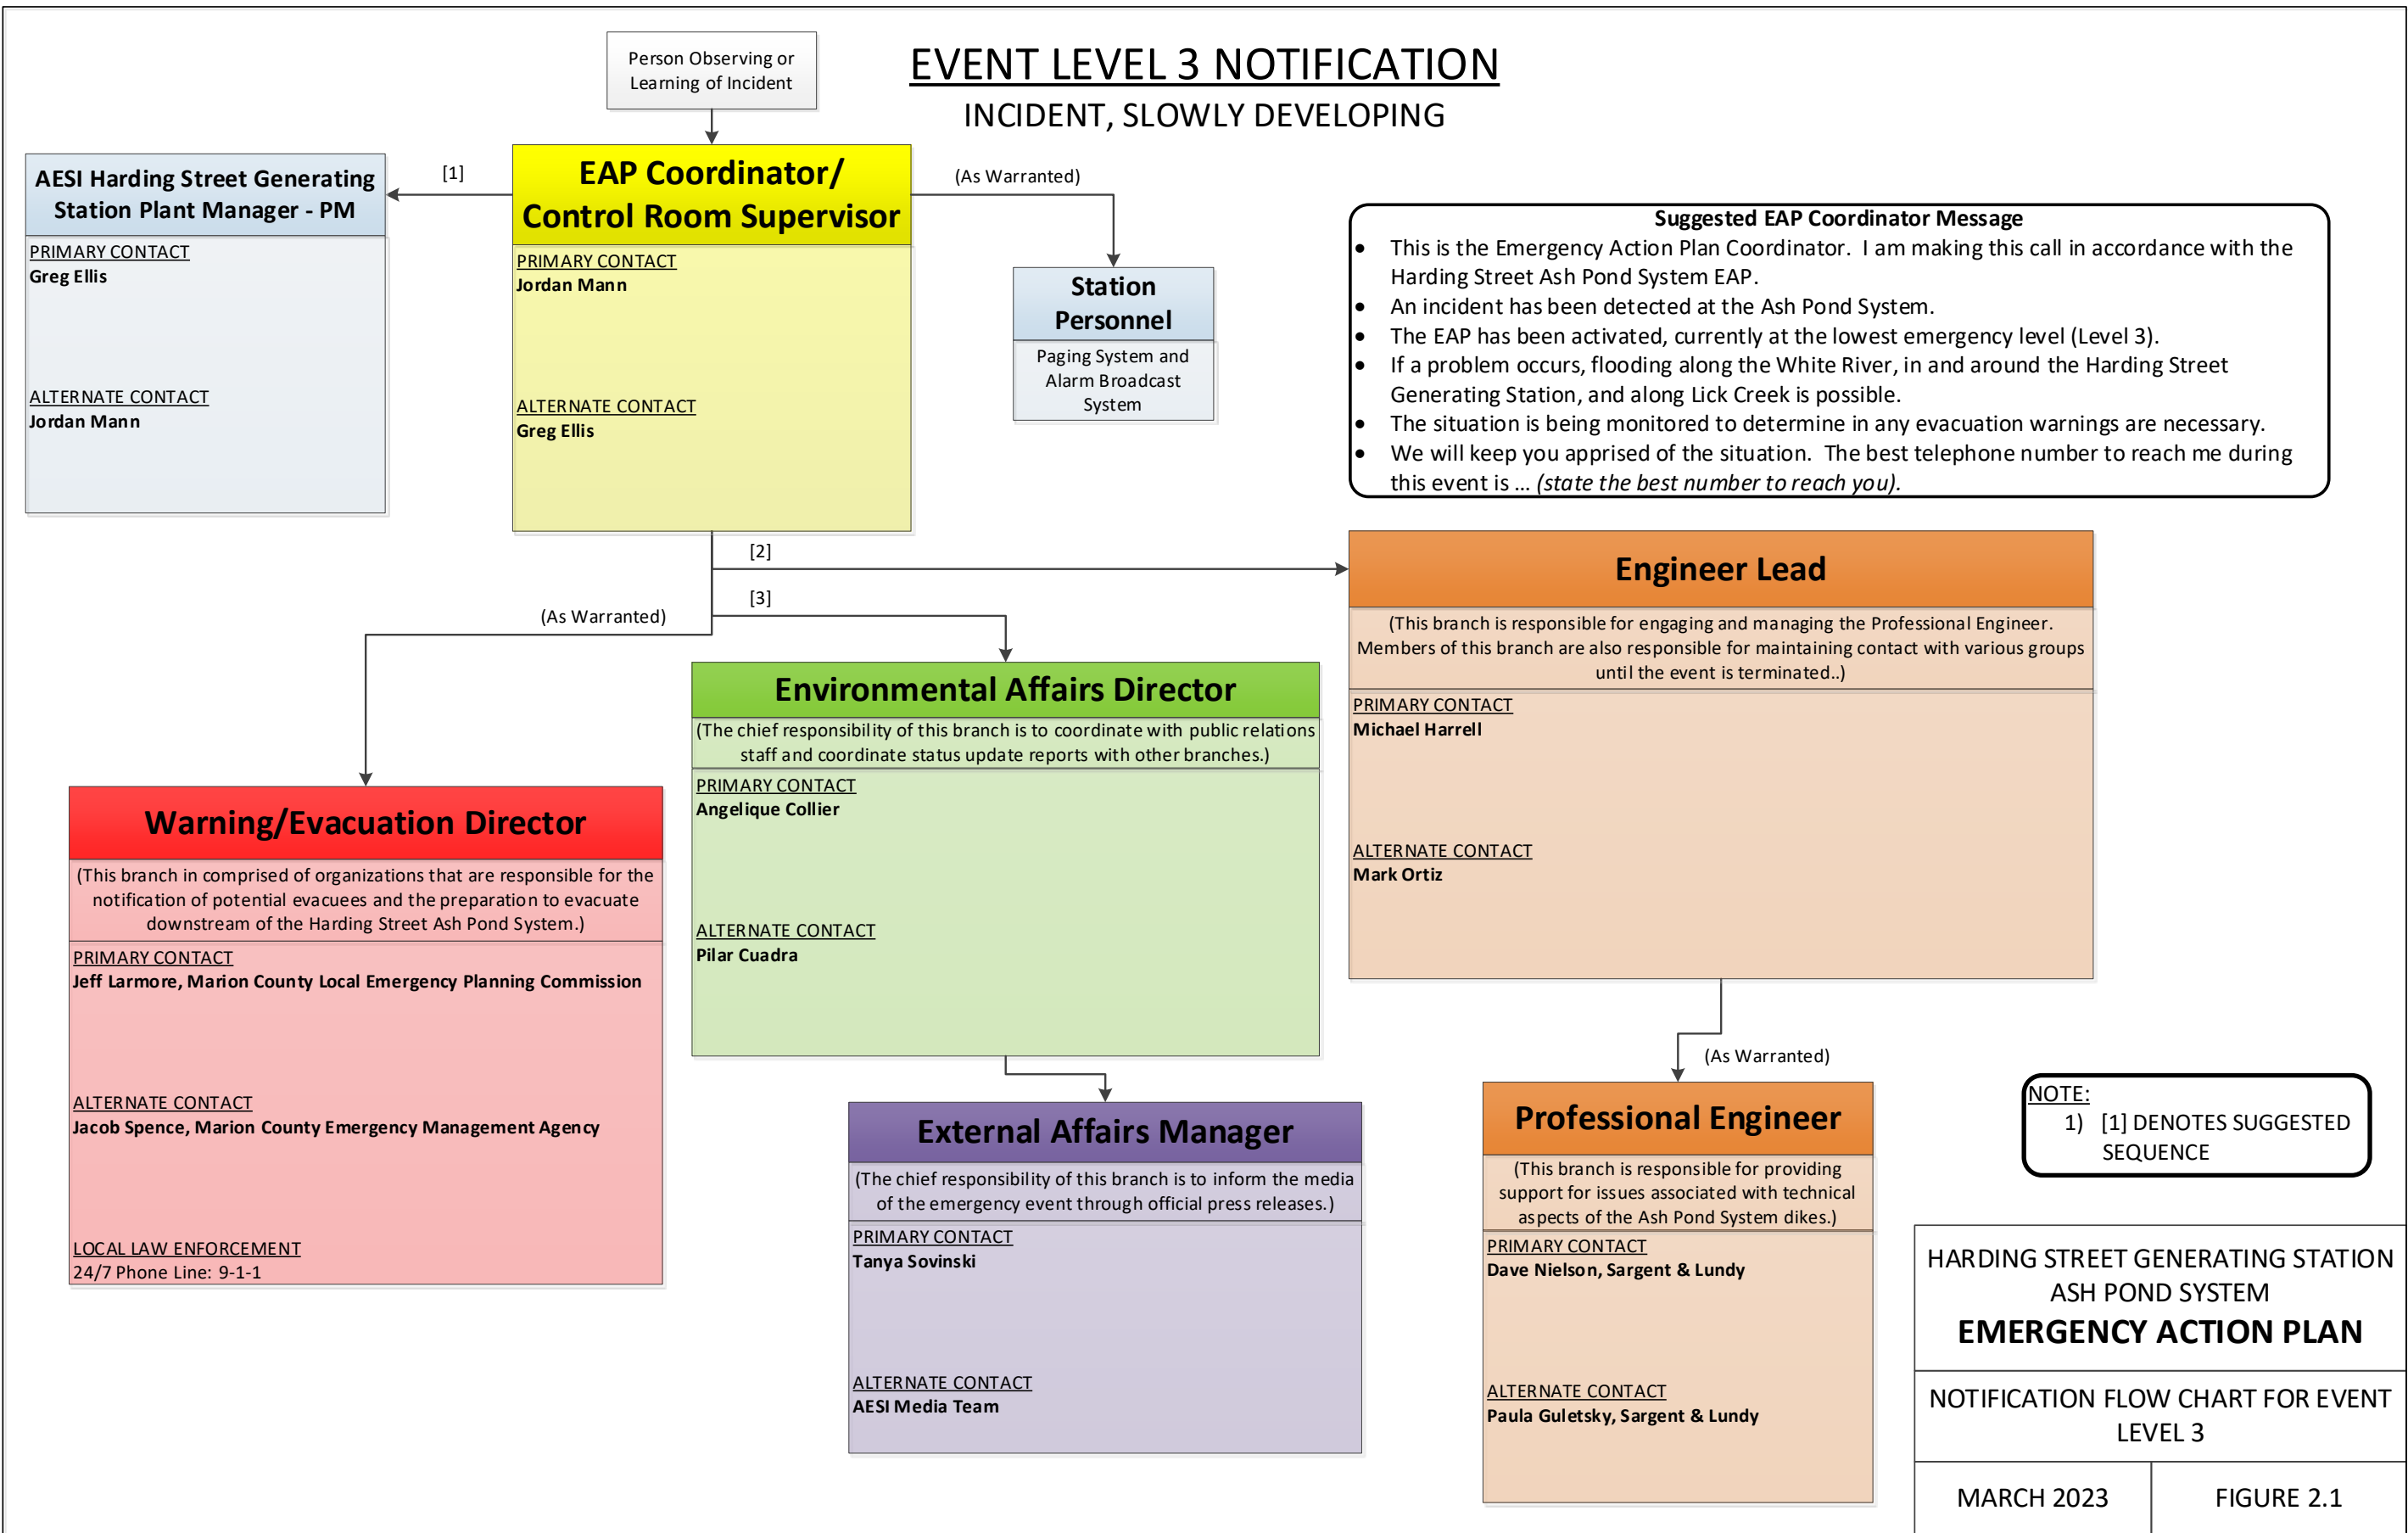 EVENT LEVEL 3 NOTIFICATION
INCIDENT, SLOWLY DEVELOPING
Person Observing or
Learning of Incident
AESI Harding Street Generating
Station Plant Manager - PM
PRIMARY CONTACT
Greg Ellis
ALTERNATE CONTACT
Jordan Mann
[1]
EAP Coordinator/
Control Room Supervisor
PRIMARY CONTACT
Jordan Mann
ALTERNATE CONTACT
Greg Ellis
(As Warranted)
Station
Personnel
Paging System and
Alarm Broadcast
System
Suggested EAP Coordinator Message
• This is the Emergency Action Plan Coordinator. I am making this call in accordance with the
Harding Street Ash Pond System EAP.
• An incident has been detected at the Ash Pond System.
• The EAP has been activated, currently at the lowest emergency level (Level 3).
• If a problem occurs, flooding along the White River, in and around the Harding Street
Generating Station, and along Lick Creek is possible.
• The situation is being monitored to determine in any evacuation warnings are necessary.
• We will keep you apprised of the situation. The best telephone number to reach me during
this event is ... (state the best number to reach you).
[2]
[3]
(As Warranted)
Engineer Lead
(This branch is responsible for engaging and managing the Professional Engineer.
Members of this branch are also responsible for maintaining contact with various groups
until the event is terminated..)
PRIMARY CONTACT
Michael Harrell
ALTERNATE CONTACT
Mark Ortiz
Environmental Affairs Director
(The chief responsibility of this branch is to coordinate with public relations
staff and coordinate status update reports with other branches.)
PRIMARY CONTACT
Angelique Collier
ALTERNATE CONTACT
Pilar Cuadra
Warning/Evacuation Director
(This branch in comprised of organizations that are responsible for the
notification of potential evacuees and the preparation to evacuate
downstream of the Harding Street Ash Pond System.)
PRIMARY CONTACT
Jeff Larmore, Marion County Local Emergency Planning Commission
ALTERNATE CONTACT
Jacob Spence, Marion County Emergency Management Agency
LOCAL LAW ENFORCEMENT
24/7 Phone Line: 9-1-1
External Affairs Manager
(The chief responsibility of this branch is to inform the media
of the emergency event through official press releases.)
PRIMARY CONTACT
Tanya Sovinski
ALTERNATE CONTACT
AESI Media Team
(As Warranted)
Professional Engineer
(This branch is responsible for providing
support for issues associated with technical
aspects of the Ash Pond System dikes.)
PRIMARY CONTACT
Dave Nielson, Sargent & Lundy
ALTERNATE CONTACT
Paula Guletsky, Sargent & Lundy
NOTE:
1) [1] DENOTES SUGGESTED
SEQUENCE
HARDING STREET GENERATING STATION
ASH POND SYSTEM
EMERGENCY ACTION PLAN
NOTIFICATION FLOW CHART FOR EVENT
LEVEL 3
MARCH 2023
FIGURE 2.1